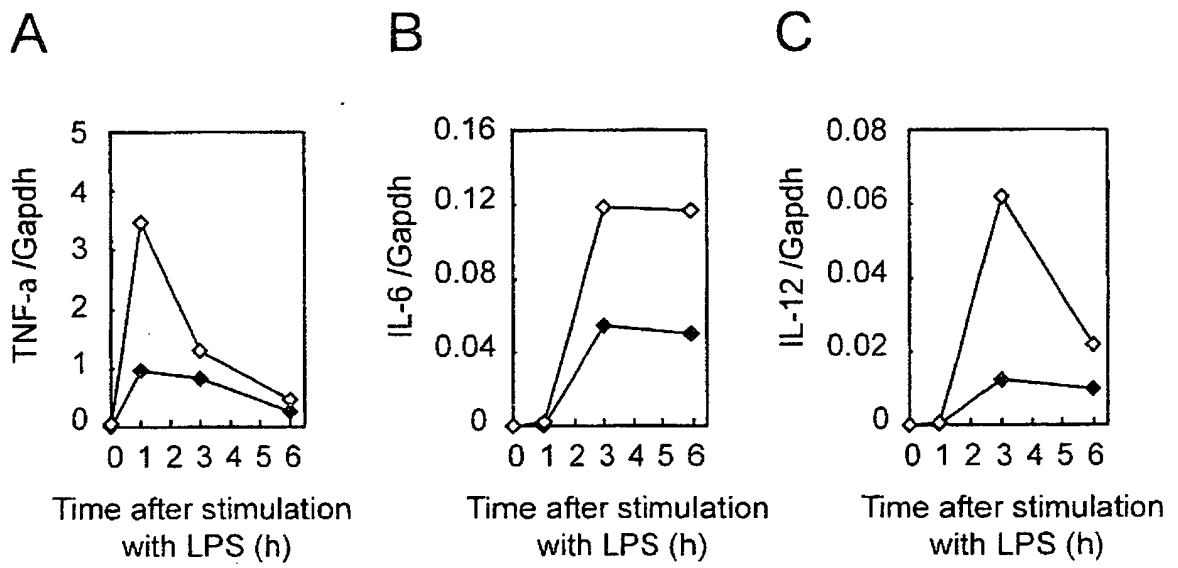 A
B
C
TNF-a /Gapdh
5
4
3
2
1
0
0 1 2 3 4 5 6
Time after stimulation
with LPS (h)
IL-6 /Gapdh
0.16
0.12
0.08
0.04
0
0 1 2 3 4 5 6
Time after stimulation
with LPS (h)
IL-12 /Gapdh
0.08
0.06
0.04
0.02
0
0 1 2 3 4 5 6
Time after stimulation
with LPS (h)